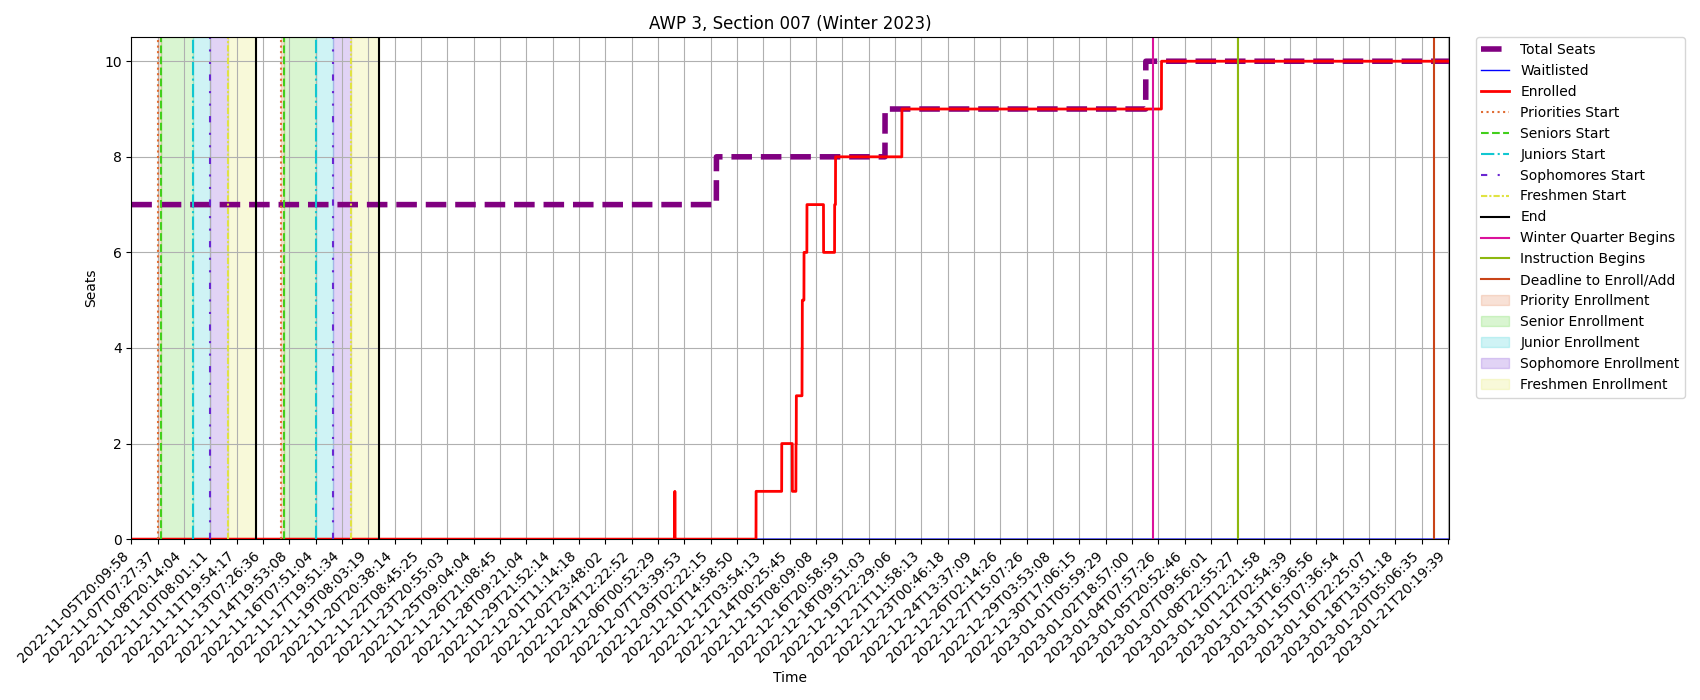 AWP 3, Section 007 (Winter 2023)
10
8
6
4
2
0
Seats
2022-11-05T20:09:58
2022-11-07T07:27:37
2022-11-08T20:14:04
2022-11-10T08:01:11
2022-11-11T19:54:17
2022-11-13T07:26:36
2022-11-14T19:53:08
2022-11-16T07:51:04
2022-11-17T19:51:34
2022-11-19T08:03:19
2022-11-20T20:38:14
2022-11-22T08:45:25
2022-11-23T20:55:03
2022-11-25T09:04:04
2022-11-26T21:08:45
2022-11-28T09:21:04
2022-11-29T21:52:14
2022-12-01T11:14:18
2022-12-02T23:48:02
2022-12-04T12:22:52
2022-12-06T00:52:29
2022-12-07T13:39:53
2022-12-09T02:22:15
2022-12-10T14:58:50
2022-12-12T03:54:13
2022-12-14T00:25:45
2022-12-15T08:09:08
2022-12-16T20:58:59
2022-12-18T09:51:03
2022-12-19T22:29:06
2022-12-21T11:58:13
2022-12-23T00:46:18
2022-12-24T13:37:09
2022-12-26T02:14:26
2022-12-27T15:07:26
2022-12-29T03:53:08
2022-12-30T17:06:15
2023-01-01T05:59:29
2023-01-02T18:57:00
2023-01-04T07:57:26
2023-01-05T20:52:46
2023-01-07T09:56:01
2023-01-08T22:55:27
2023-01-10T12:21:58
2023-01-12T02:54:39
2023-01-13T16:36:56
2023-01-15T07:36:54
2023-01-16T22:25:07
2023-01-18T13:51:18
2023-01-20T05:06:35
2023-01-21T20:19:39
Time
Total Seats
Waitlisted
Enrolled
Priorities Start
Seniors Start
Juniors Start
Sophomores Start
Freshmen Start
End
Winter Quarter Begins
Instruction Begins
Deadline to Enroll/Add
Priority Enrollment
Senior Enrollment
Junior Enrollment
Sophomore Enrollment
Freshmen Enrollment